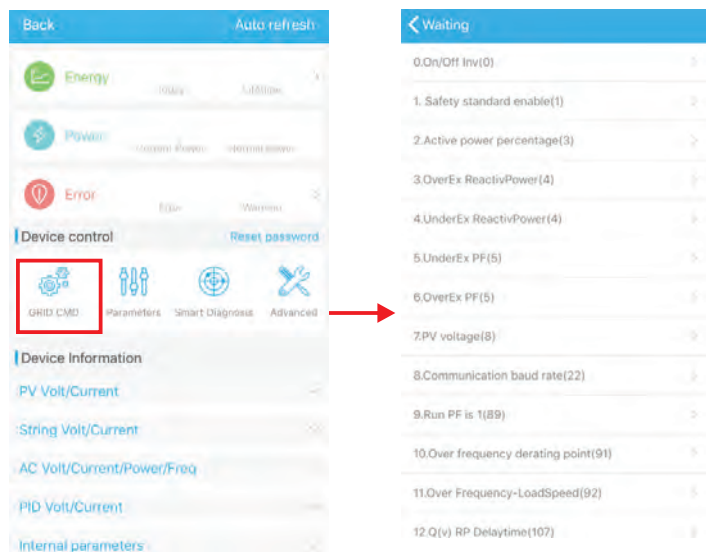 Back Auto refresh
Energy
Power
Error
Device control Reset password
GRID CMD Parameters Smart Diagnosis Advanced
Device Information
PV Volt/Current
String Volt/Current
AC Volt/Current/Power/Freq
PID Volt/Current
Internal parameters
Waiting
0.On/Off Inv(0)
1. Safety standard enable(1)
2.Active power percentage(3)
3.OverEx ReactivPower(4)
4.UnderEx ReactivPower(4)
5.UnderEx PF(5)
6.OverEx PF(5)
7.PV voltage(8)
8.Communication baud rate(22)
9.Run PF is 1(89)
10.Over frequency derating point(91)
11.Over Frequency-LoadSpeed(92)
12.Q(v) RP Delaytime(107)